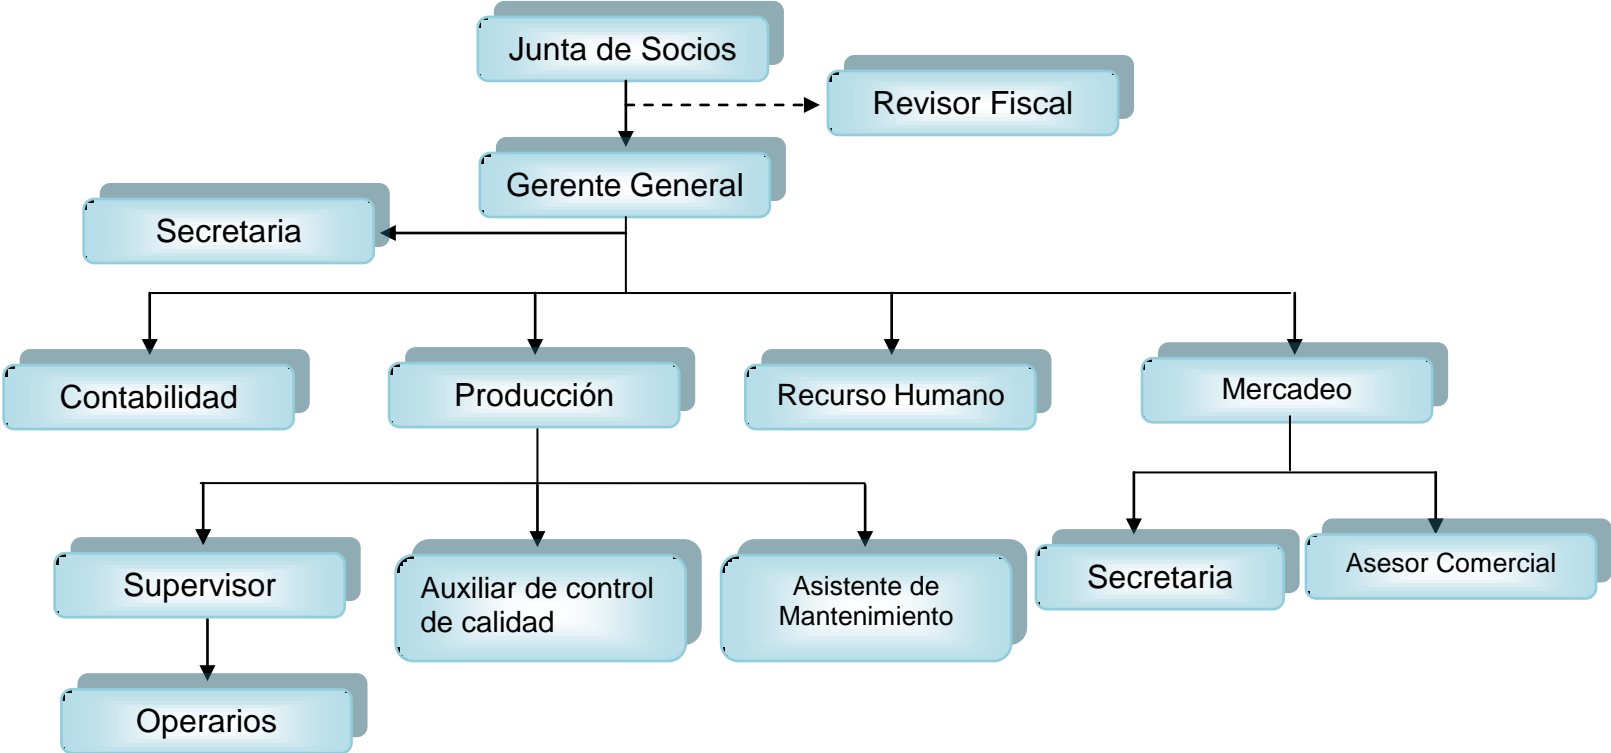 Junta de Socios
Revisor Fiscal
Gerente General
Secretaria
Contabilidad
Producción
Recurso Humano
Mercadeo
Supervisor
Auxiliar de control
de calidad
Asistente de
Mantenimiento
Secretaria
Asesor Comercial
Operarios